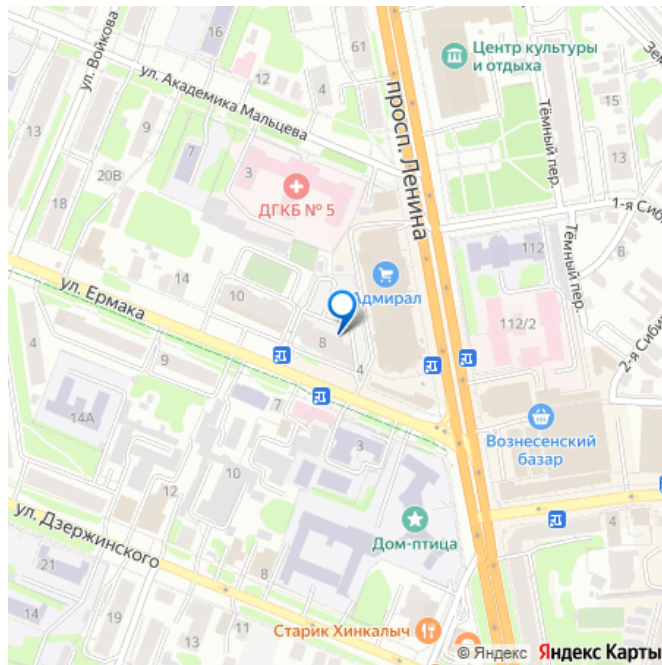 ул. Войкова
16
61
Центр культуры
и отдыха
Зем
12
4
ул. Академика Мальцева
просп. Ленина
Тёмный пер.
13
9
7
3
15
13
20В
ДГКБ № 5
18
1-я Сиби
112
8
Тёмный пер.
14
ул. Ермака
10
Адмирал
112/2
2-я Сибир
8
4
4
7
14А
Вознесенский
базар
3
10
12
ул. Дзержинского
4
Дом-птица
21
8
14
19
Старик Хинкалыч
13
11
© Яндекс Яндекс Карты